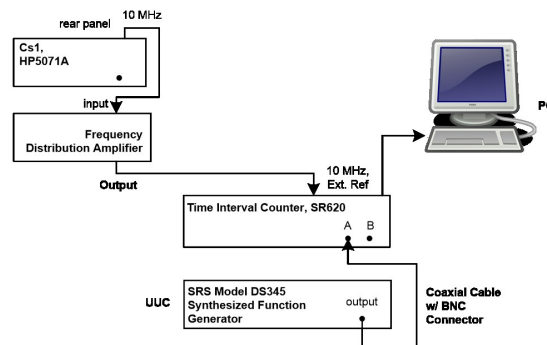 10 MHz
rear panel
Cs1,
HP5071A
input
Frequency
Distribution Amplifier
Output
10 MHz,
Ext. Ref
Time Interval Counter, SR620
A B
UUC
SRS Model DS345
Synthesized Function
Generator
output
Coaxial Cable
w/ BNC
Connector